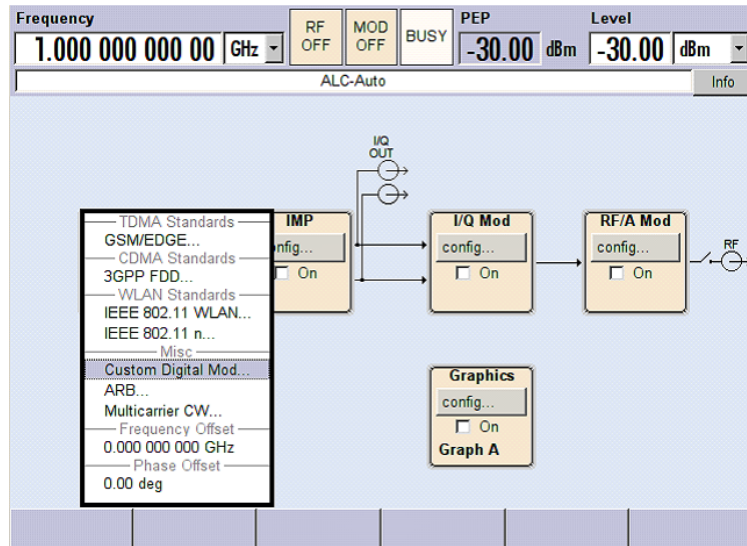 Frequency
RF OFF
MOD OFF
BUSY
PEP
Level
1.000 000 000 00 GHz
-30.00 dBm
-30.00 dBm
ALC-Auto
Info
I/Q
OUT
TDMA Standards
GSM/EDGE...
CDMA Standards
3GPP FDD...
WLAN Standards
IEEE 802.11 WLAN...
IEEE 802.11 n...
Misc
Custom Digital Mod...
ARB...
Multicarrier CW...
Frequency Offset
0.000 000 000 GHz
Phase Offset
0.00 deg
IMP
nfig...
On
I/Q Mod
config...
On
RF/A Mod
config...
On
RF
Graphics
config...
On
Graph A